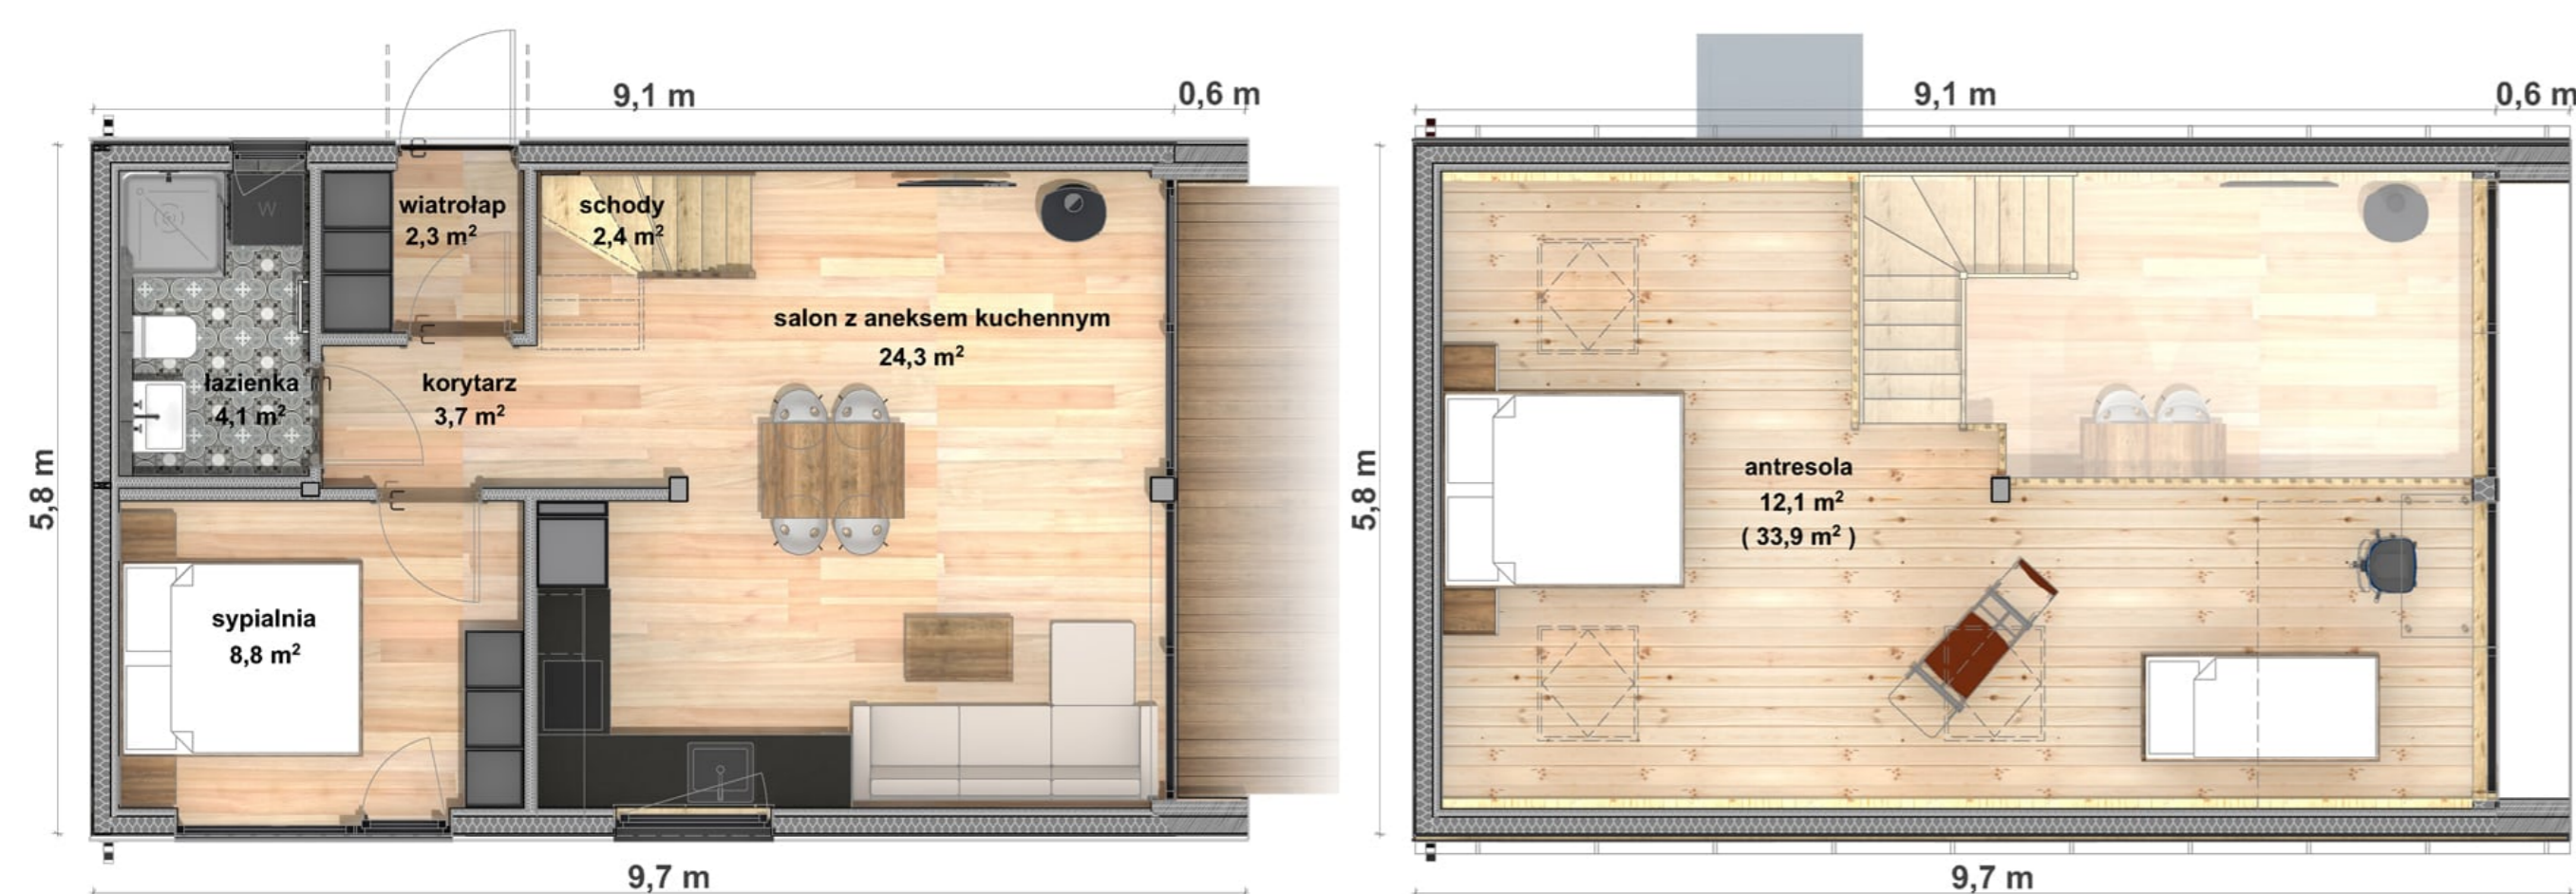 9,1 m
0,6 m
9,1 m
0,6 m
wiatrołap
2,3 m²
schody
2,4 m²
W
salon z aneksem kuchennym
24,3 m²
łazienka
4,1 m²
korytarz
3,7 m²
5,8 m
5,8 m
antresola
12,1 m²
( 33,9 m² )
sypialnia
8,8 m²
9,7 m
9,7 m